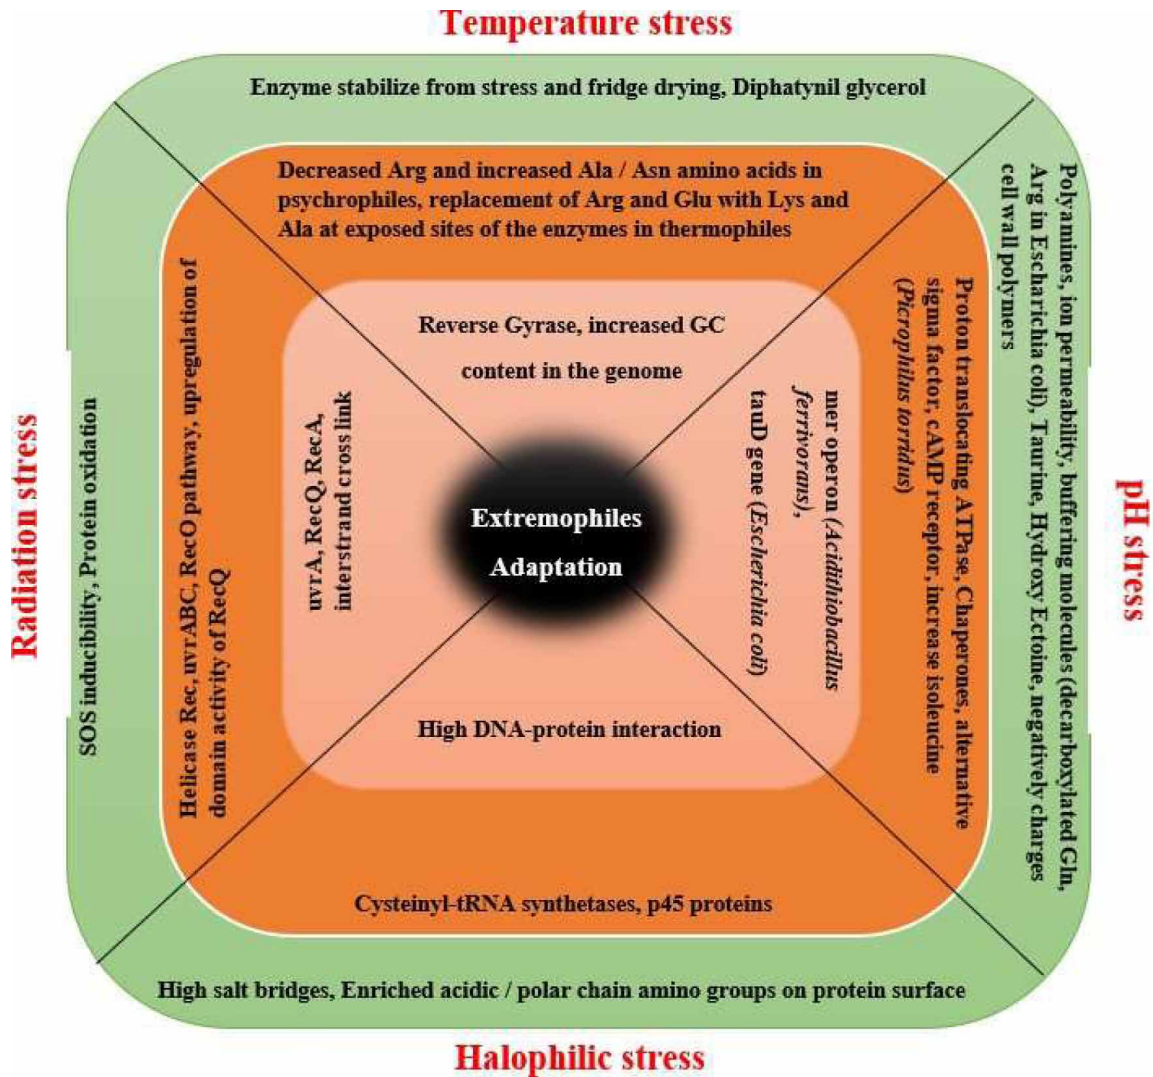 Temperature stress
Enzyme stabilize from stress and fridge drying, Diphatynil glycerol
Decreased Arg and increased Ala / Asn amino acids in
psychrophiles, replacement of Arg and Glu with Lys and
Ala at exposed sites of the enzymes in thermophiles
Reverse Gyrase, increased GC
content in the genome
Radiation stress
SOS inducibility, Protein oxidation
Helicase Rec, uvrABC, RecO pathway, upregulation of
domain activity of RecQ
uvrA, RecQ, RecA,
interstrand cross link
Extremophiles
Adaptation
mer operon (Acidithiobacillus
ferrivorans),
tauD gene (Escherichia coli)
Proton translocating ATPase, Chaperones, alternative
sigma factor, cAMP receptor, increase isoleucine
(Picrophilus torridus)
Polyamines, ion permeability, buffering molecules (decarboxylated Gln,
Arg in Escharichia coli), Taurine, Hydroxy Ectoine, negatively charges
cell wall polymers
pH stress
High DNA-protein interaction
Cysteinyl-tRNA synthetases, p45 proteins
High salt bridges, Enriched acidic / polar chain amino groups on protein surface
Halophilic stress